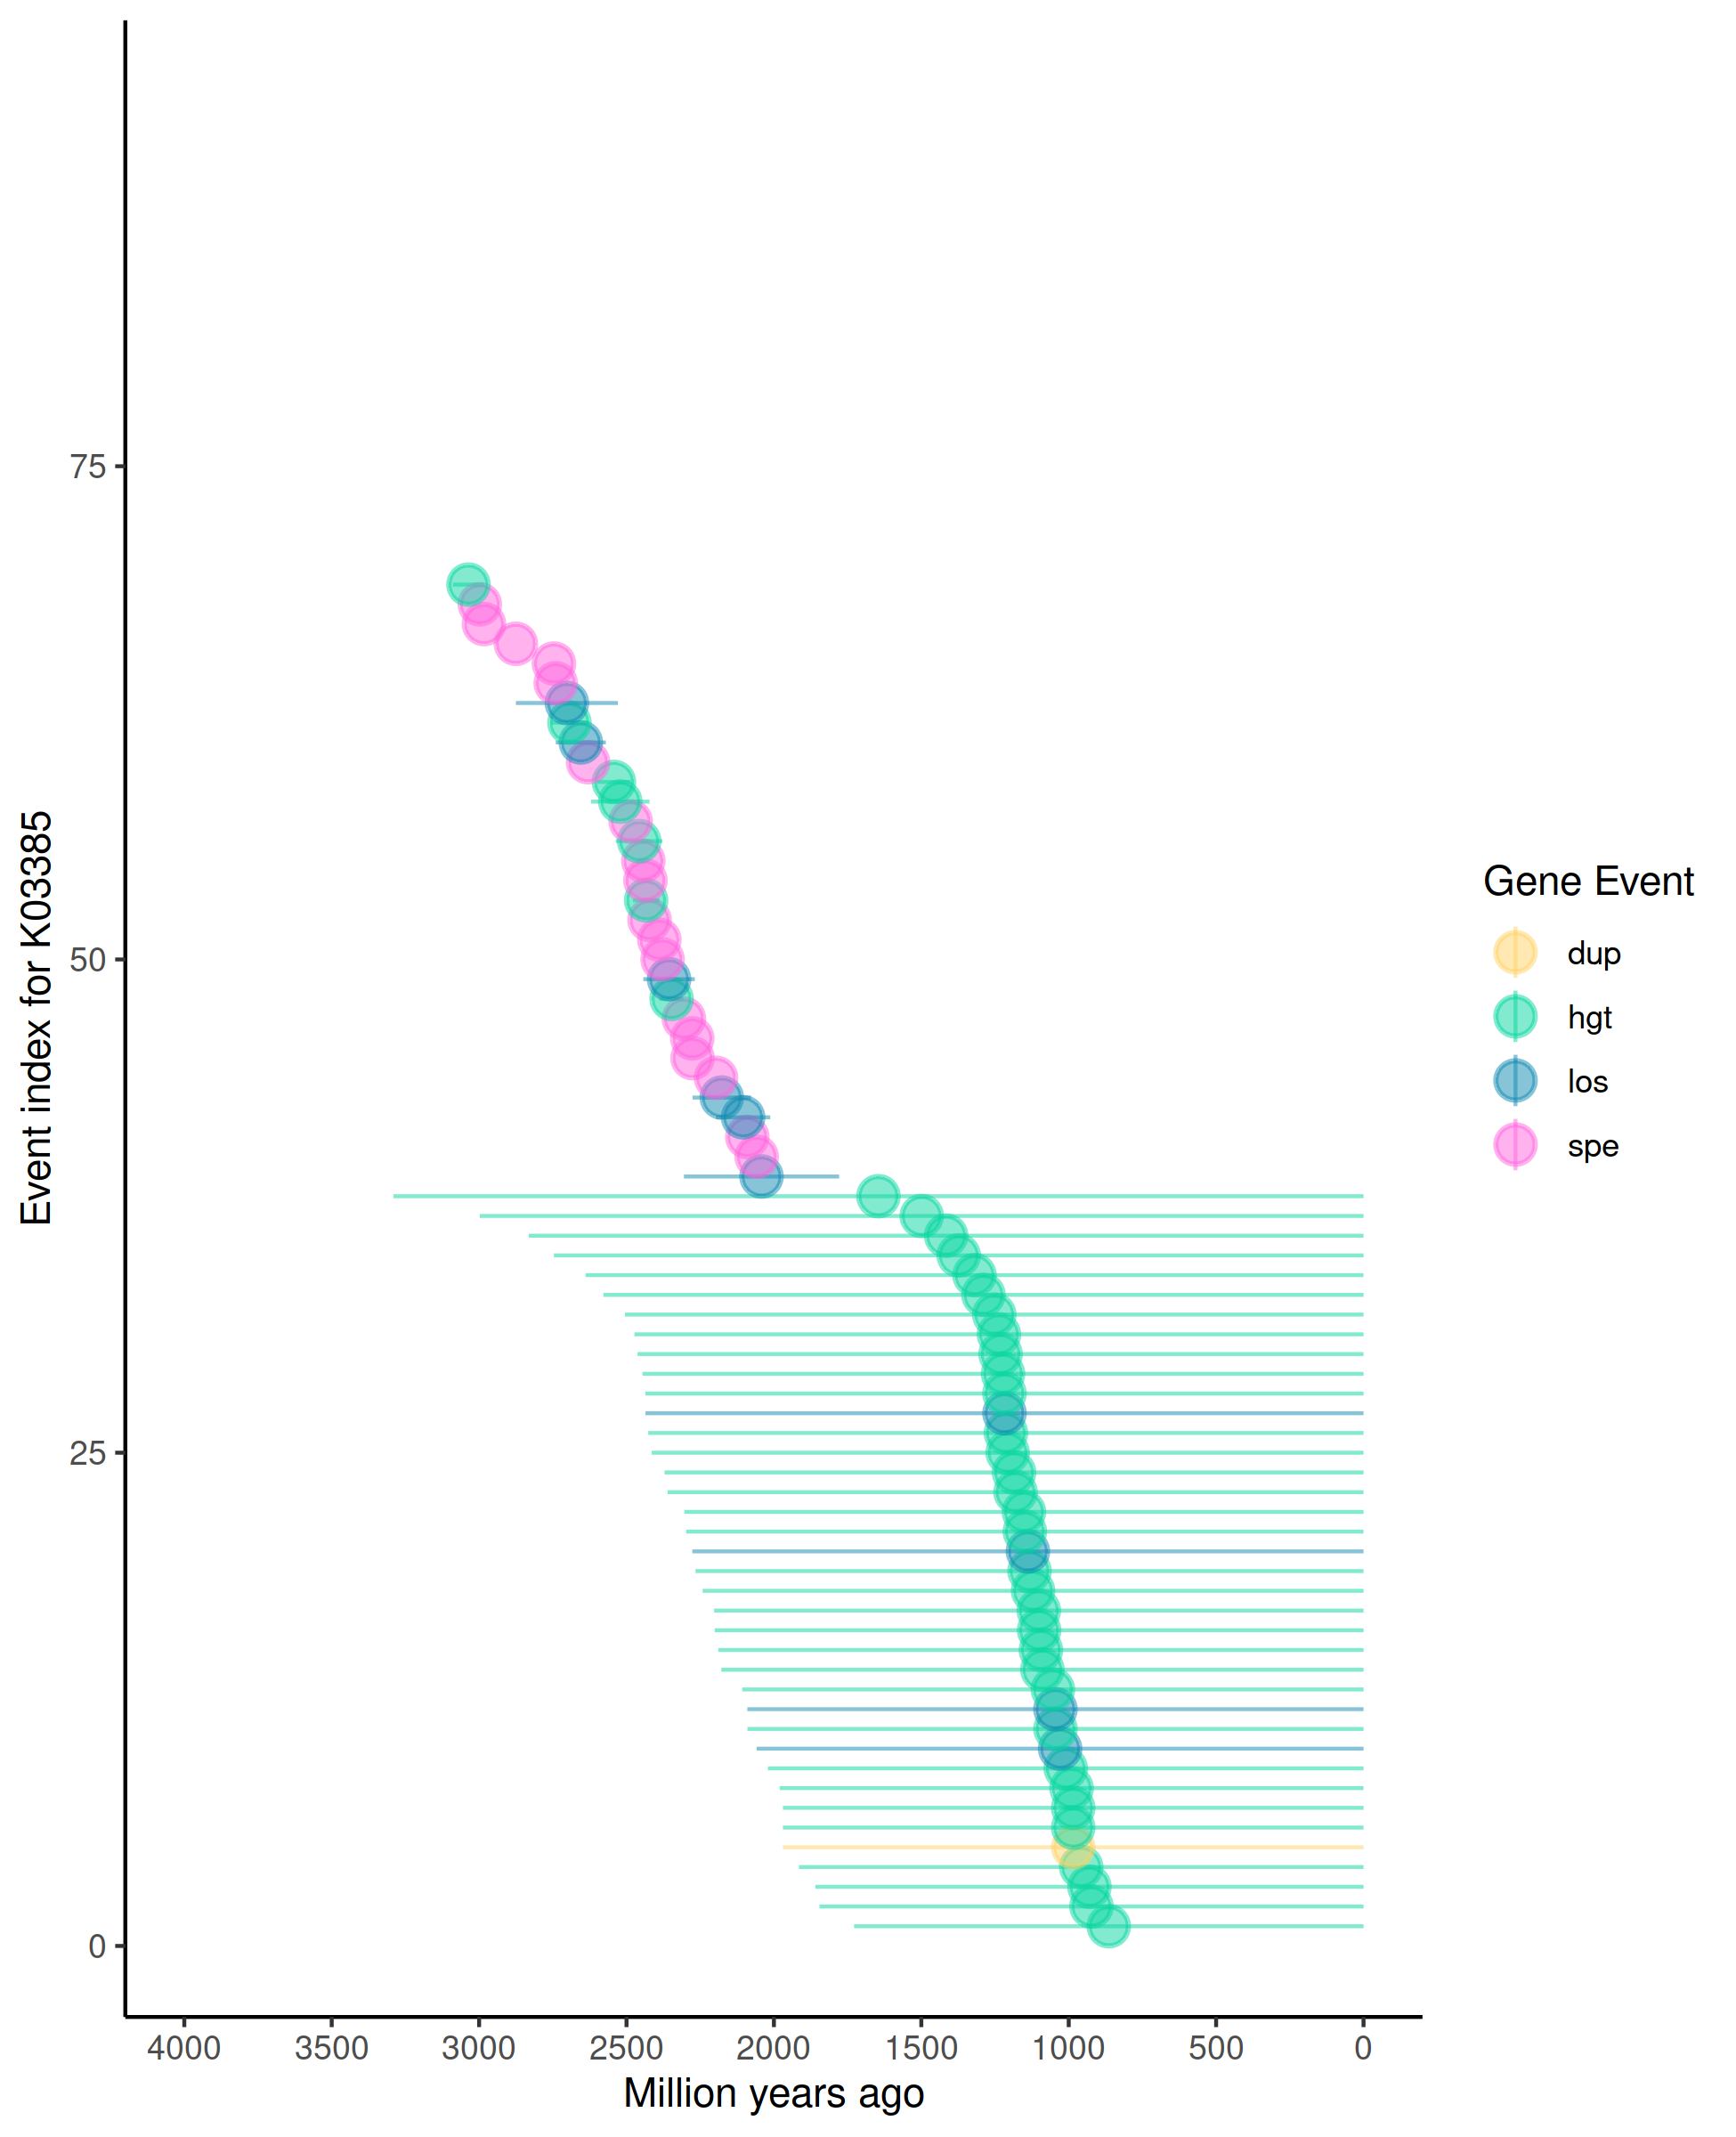 Event index for K03385
75
50
25
0
4000 3500 3000 2500 2000 1500 1000 500 0
Million years ago
Gene Event
dup
hgt
los
spe